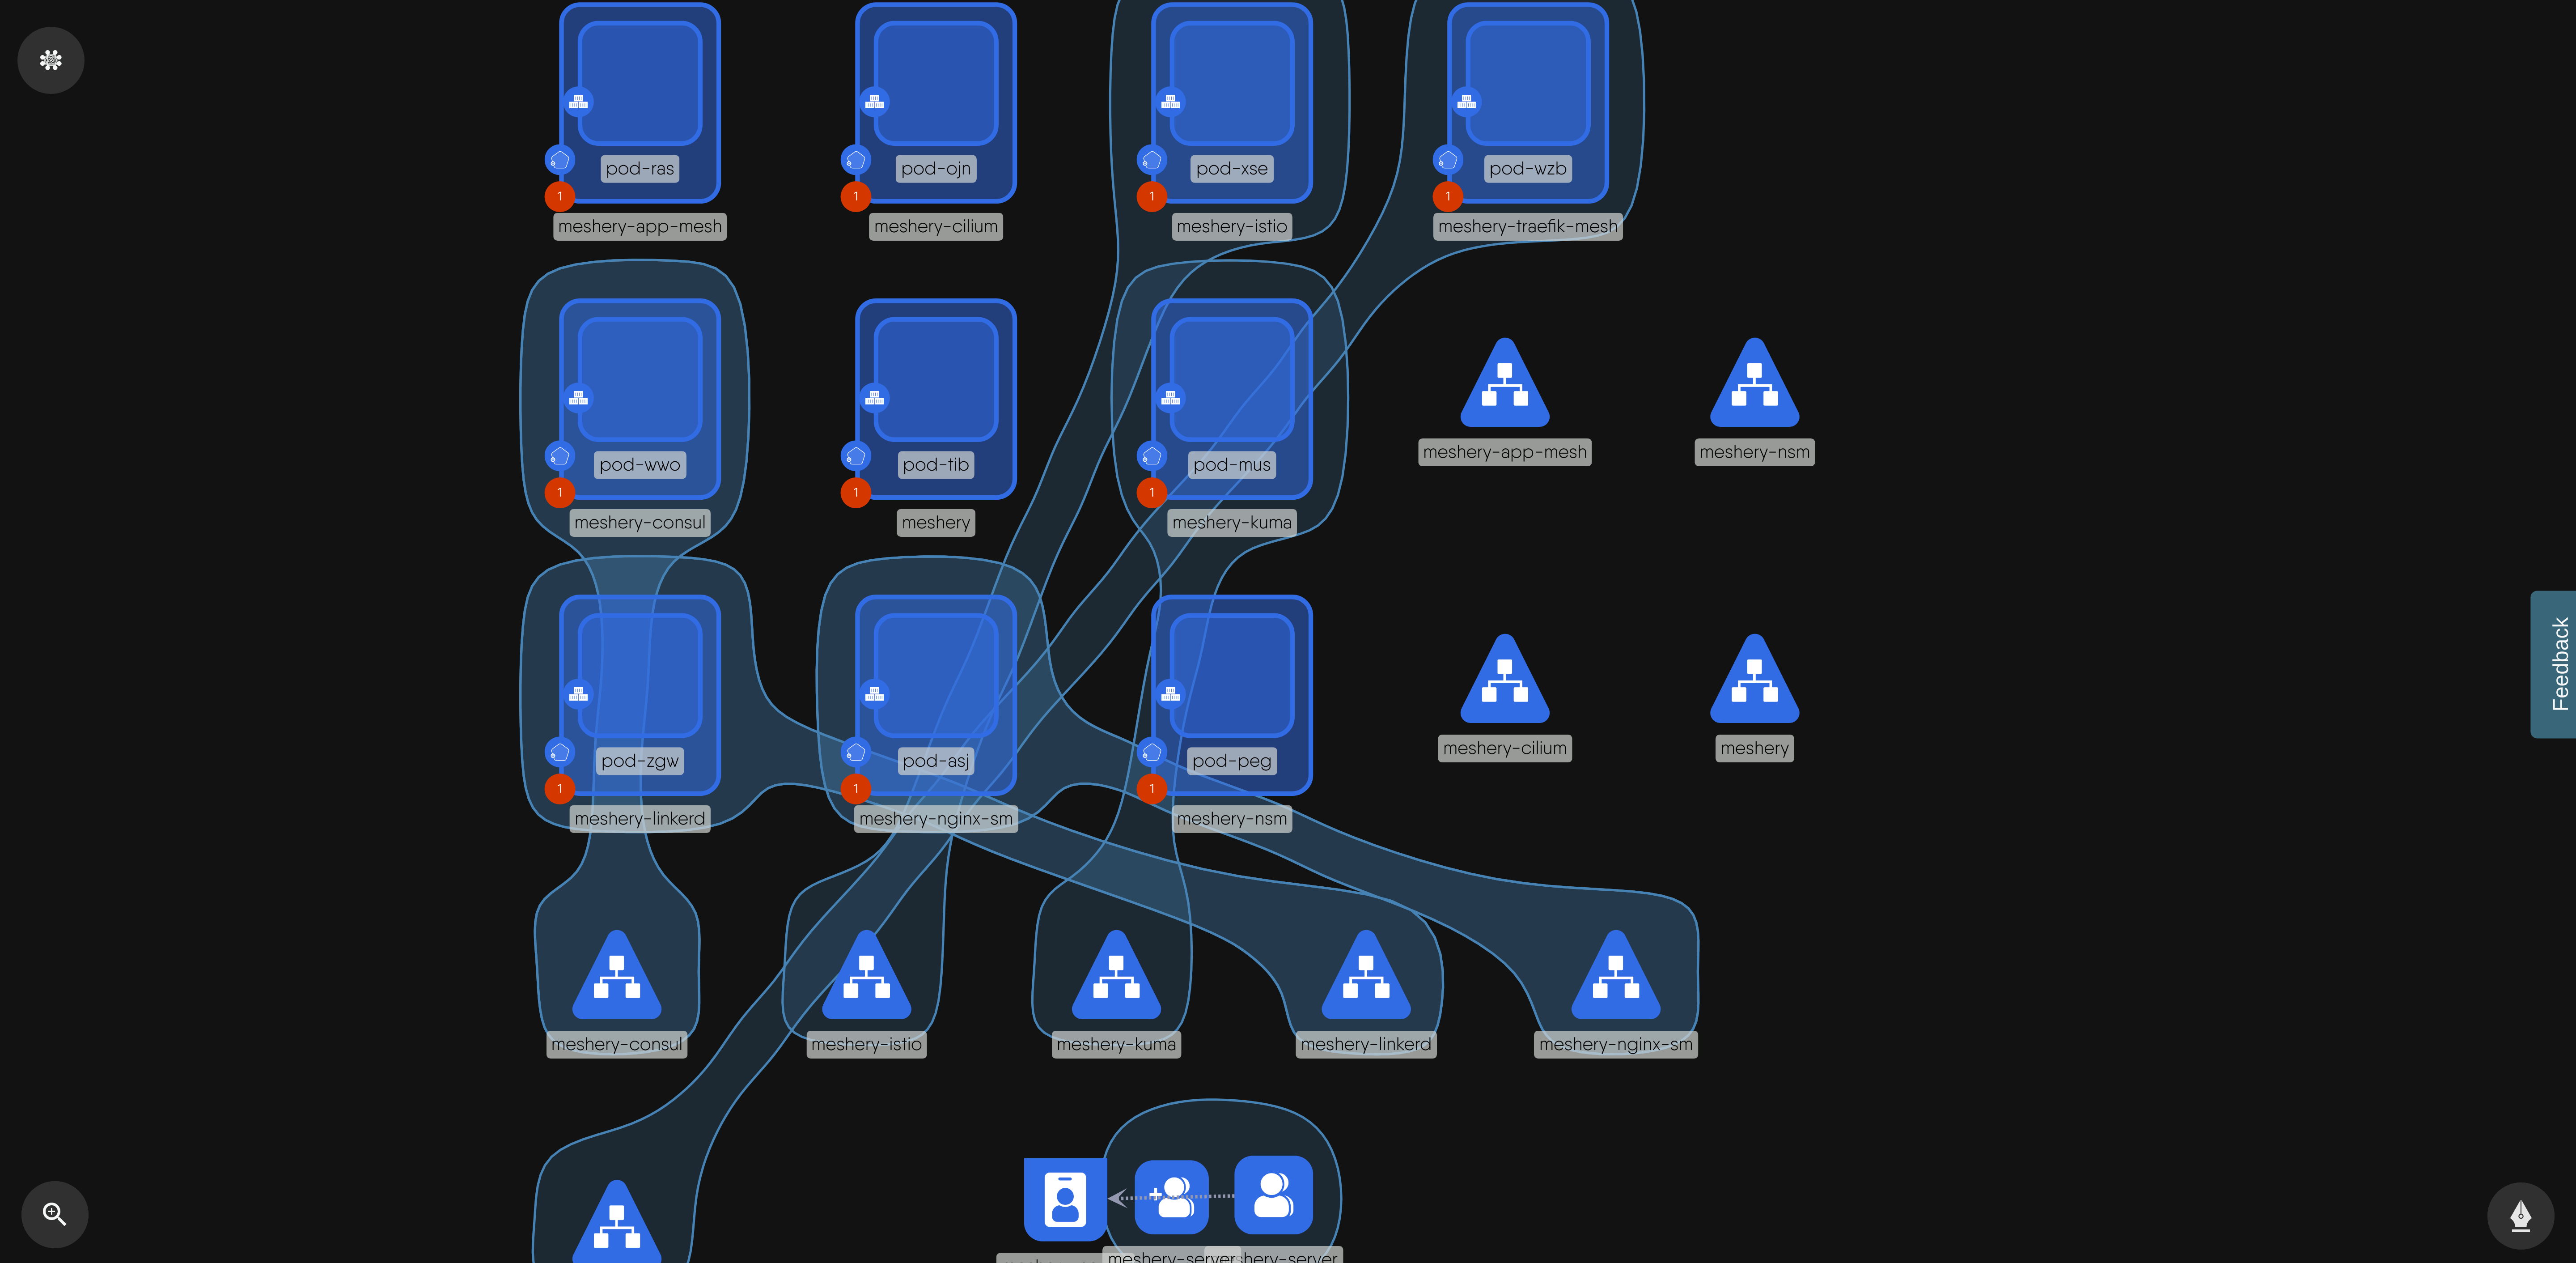 pod-ras
pod-ojn
pod-xse
pod-wzb
1
1
1
1
meshery-app-mesh
meshery-cilium
meshery-istio
meshery-traefik-mesh
pod-wwo
pod-tib
pod-mus
meshery-app-mesh
meshery-nsm
1
1
1
meshery-consul
meshery
meshery-kuma
Feedback
pod-zgw
pod-asj
pod-peg
meshery-cilium
meshery
1
1
1
meshery-linkerd
meshery-nginx-sm
meshery-nsm
meshery-consul
meshery-istio
meshery-kuma
meshery-linkerd
meshery-nginx-sm
meshery-server